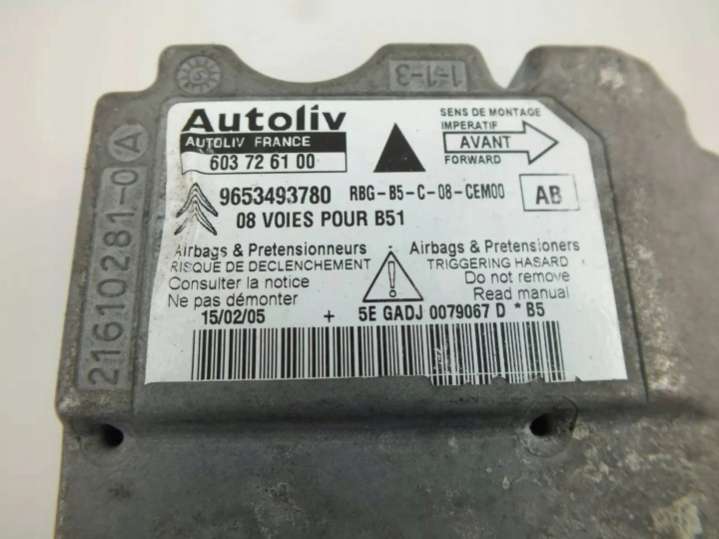 1-1-3
Autoliv
AUTOLIV FRANCE
603 72 61 00
SENS DE MONTAGE
IMPERATIF
AVANT
FORWARD
9653493780 RBG-B5-C-08-CEM00 AB
08 VOIES POUR B51
Airbags & Pretensionneurs
RISQUE DE DECLENCHEMENT
Consulter la notice
Ne pas démonter
Airbags & Pretensioners
TRIGGERING HASARD
Do not remove
Read manual
15/02/05 + 5E GADJ 0079067 D * B5
21610281-0 A